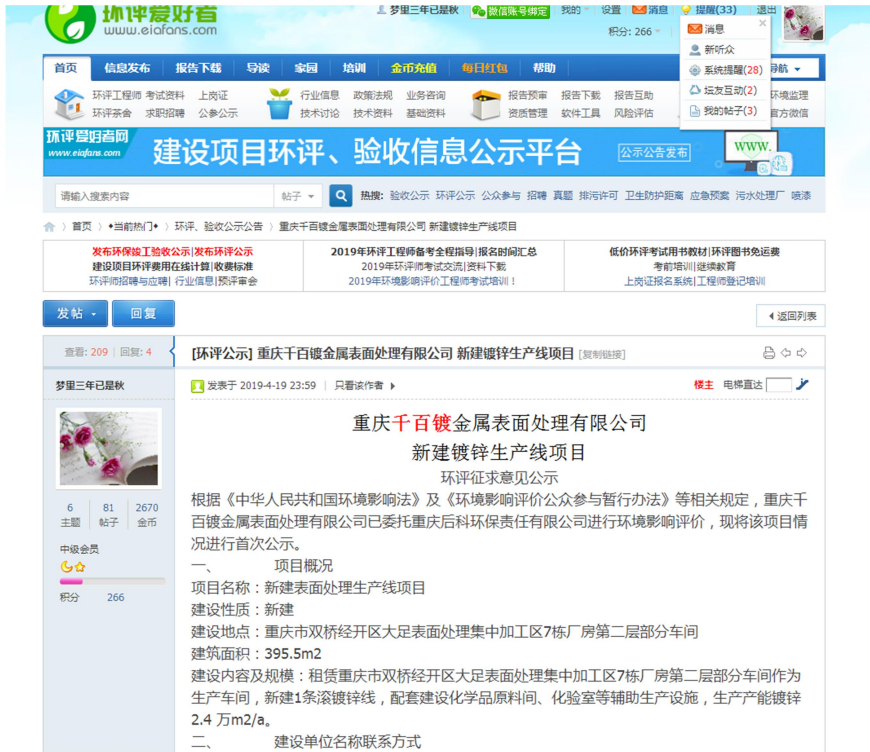 环评爱好者
www.eiafans.com
梦里三年已是秋 微信账号绑定 我的 设置 消息 提醒(33) 退出
积分: 266
消息
新听众
系统提醒(28)
坛友互动(2)
我的帖子(3)
首页 信息发布 报告下载 导读 家园 培训 金币充值 每日红包 帮助 导航
环评工程师 考试资料 上岗证 行业信息 政策法规 业务咨询 报告预审 报告下载 报告互助 环境监理
环评茶舍 求职招聘 公参公示 技术讨论 技术资料 基础资料 资质管理 软件工具 风险评估 官方微信
环评爱好者网
www.eiafans.com
建设项目环评、验收信息公示平台
公示公告发布
WWW.
请输入搜索内容 帖子 热搜: 验收公示 环评公示 公众参与 招聘 真题 排污许可 卫生防护距离 应急预案 污水处理厂 喷漆
首页 〉 ♦当前热门♦ 〉 环评、验收公示公告 〉 重庆千百镀金属表面处理有限公司 新建镀锌生产线项目
发布环保竣工验收公示|发布环评公示 2019年环评工程师备考全程指导|报名时间汇总 低价环评考试用书教材|环评图书免运费
建设项目环评费用在线计算|收费标准 2019年环评师考试交流|资料下载 考前培训|继续教育
环评师招聘与应聘| 行业信息|预评审会 2019年环境影响评价工程师考试培训！ 上岗证报名系统|工程师登记培训
发帖 回复 返回列表
查看: 209 | 回复: 4 [环评公示] 重庆千百镀金属表面处理有限公司 新建镀锌生产线项目 [复制链接]
梦里三年已是秋 发表于 2019-4-19 23:59 | 只看该作者 楼主 电梯直达
6 81 2670
主题 帖子 金币
中级会员
积分 266
重庆千百镀金属表面处理有限公司
新建镀锌生产线项目
环评征求意见公示
根据《中华人民共和国环境影响法》及《环境影响评价公众参与暂行办法》等相关规定，重庆千
百镀金属表面处理有限公司已委托重庆后科环保责任有限公司进行环境影响评价，现将该项目情
况进行首次公示。
一、 项目概况
项目名称：新建表面处理生产线项目
建设性质：新建
建设地点：重庆市双桥经开区大足表面处理集中加工区7栋厂房第二层部分车间
建筑面积：395.5m2
建设内容及规模：租赁重庆市双桥经开区大足表面处理集中加工区7栋厂房第二层部分车间作为
生产车间，新建1条滚镀锌线，配套建设化学品原料间、化验室等辅助生产设施，生产产能镀锌
2.4 万m2/a。
二、 建设单位名称联系方式